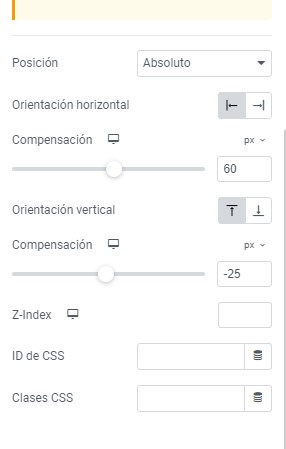 Posición Absoluto
Orientación horizontal
Compensación px
60
Orientación vertical
Compensación px
-25
Z-Index
ID de CSS
Clases CSS